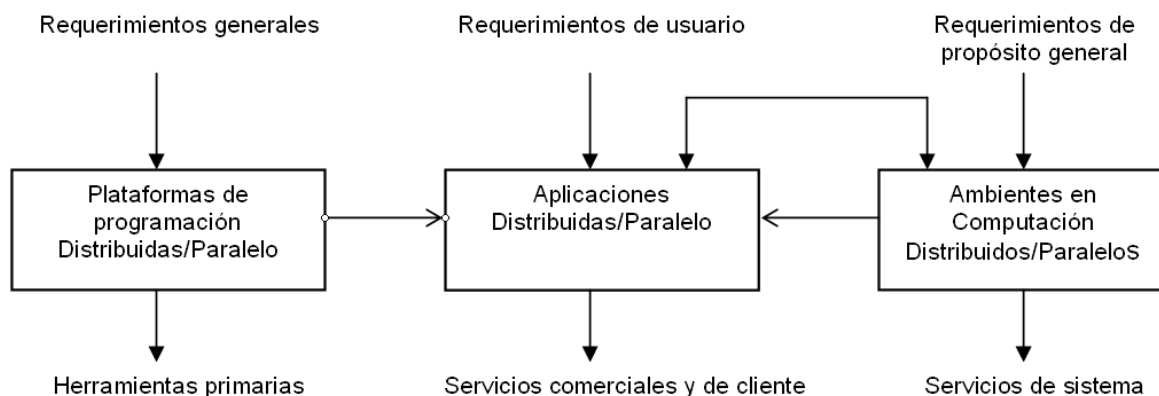 Requerimientos generales
Requerimientos de usuario
Requerimientos de
propósito general
Plataformas de
programación
Distribuidas/Paralelo
Aplicaciones
Distribuidas/Paralelo
Ambientes en
Computación
Distribuidos/Paralelos
Herramientas primarias
Servicios comerciales y de cliente
Servicios de sistema